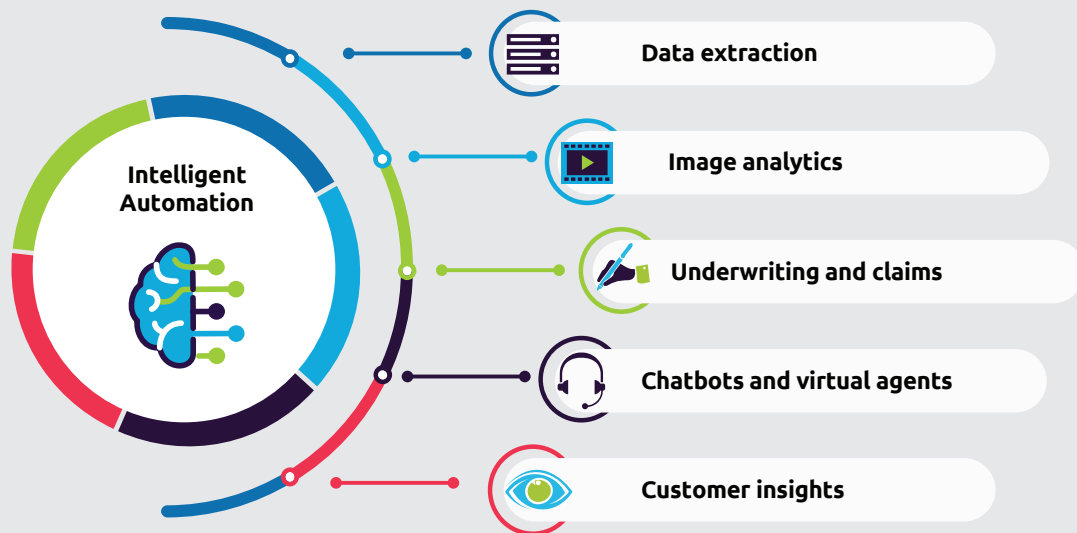 Intelligent
Automation
Data extraction
Image analytics
Underwriting and claims
Chatbots and virtual agents
Customer insights